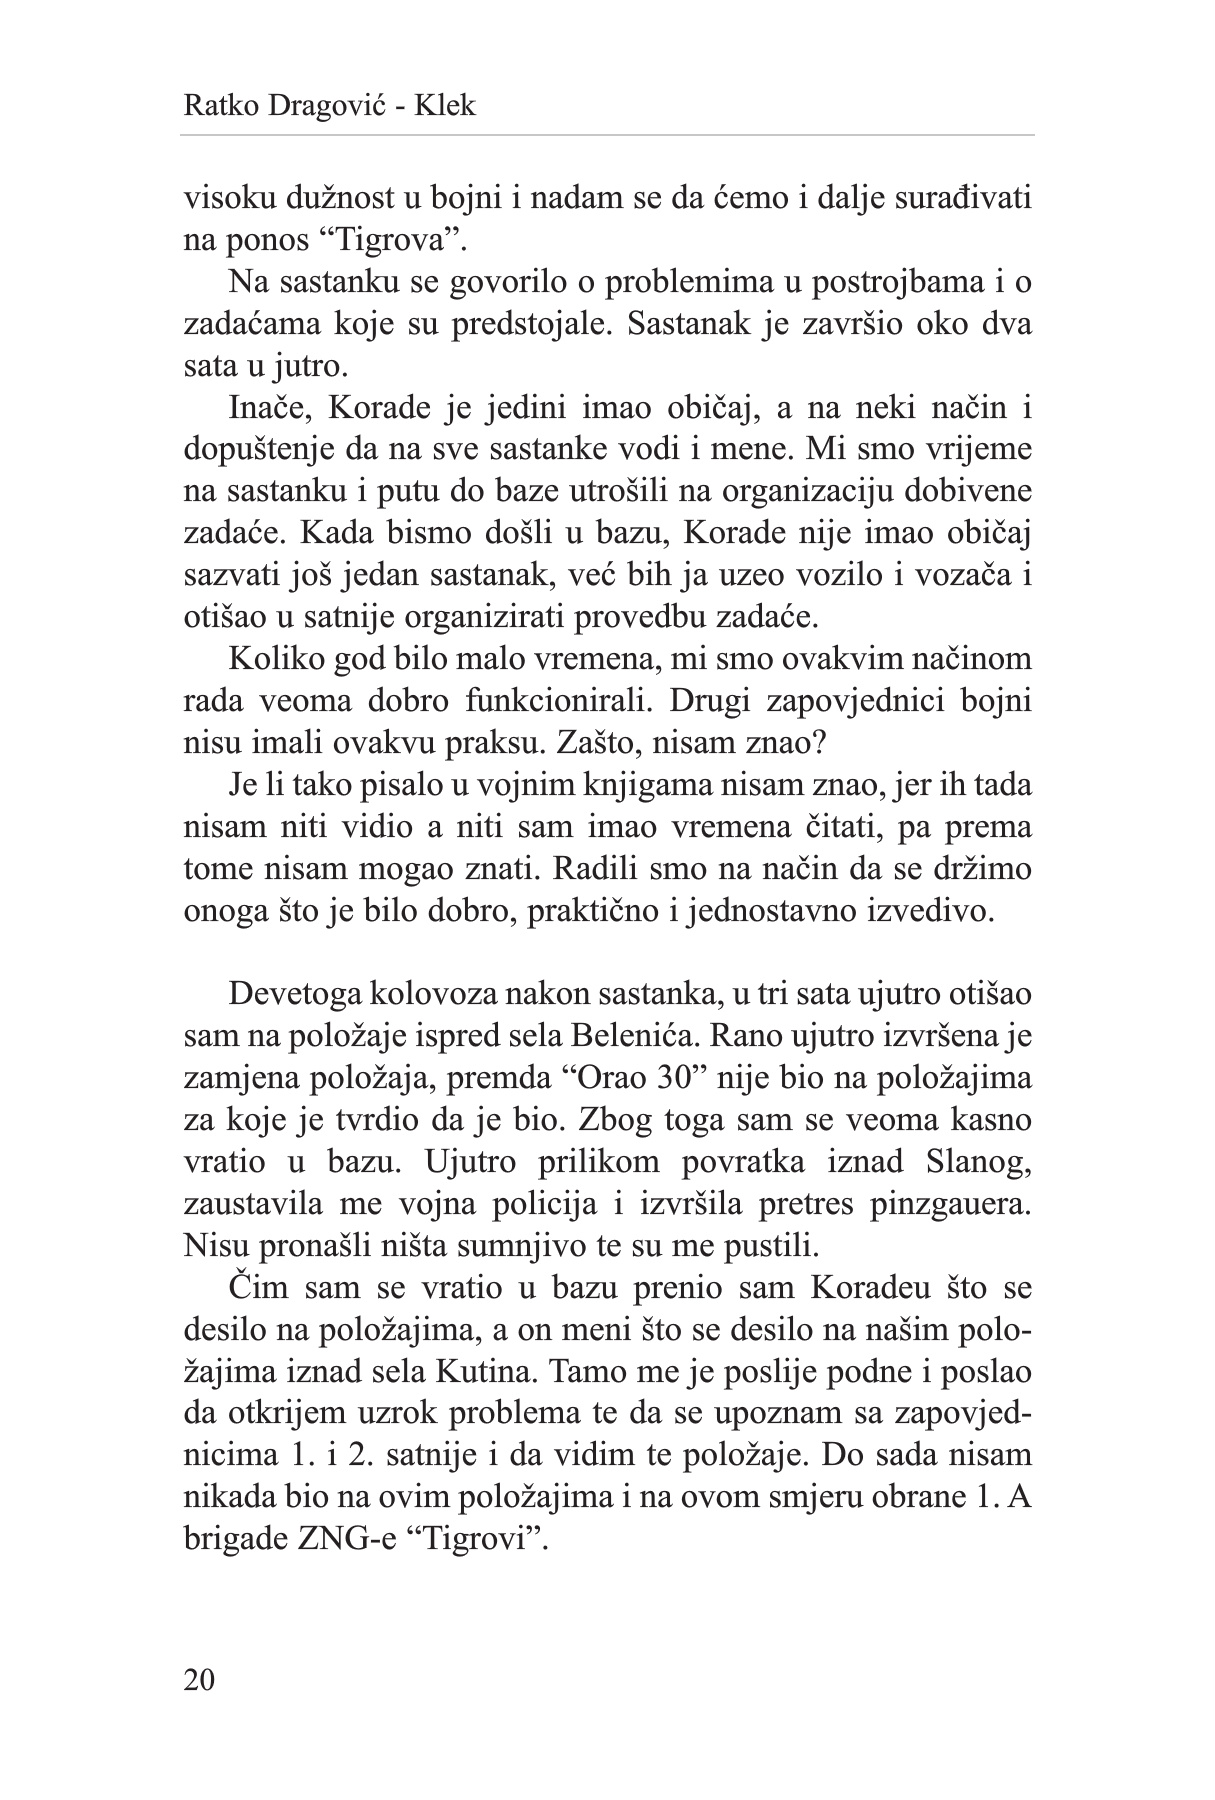 Ratko Dragović - Klek
visoku dužnost u bojni i nadam se da ćemo i dalje surađivati
na ponos “Tigrova”.
Na sastanku se govorilo o problemima u postrojbama i o
zadaćama koje su predstojale. Sastanak je završio oko dva
sata u jutro.
Inače, Korade je jedini imao običaj, a na neki način i
dopuštenje da na sve sastanke vodi i mene. Mi smo vrijeme
na sastanku i putu do baze utrošili na organizaciju dobivene
zadaće. Kada bismo došli u bazu, Korade nije imao običaj
sazvati još jedan sastanak, već bih ja uzeo vozilo i vozača i
otišao u satnije organizirati provedbu zadaće.
Koliko god bilo malo vremena, mi smo ovakvim načinom
rada veoma dobro funkcionirali. Drugi zapovjednici bojni
nisu imali ovakvu praksu. Zašto, nisam znao?
Je li tako pisalo u vojnim knjigama nisam znao, jer ih tada
nisam niti vidio a niti sam imao vremena čitati, pa prema
tome nisam mogao znati. Radili smo na način da se držimo
onoga što je bilo dobro, praktično i jednostavno izvedivo.
Devetoga kolovoza nakon sastanka, u tri sata ujutro otišao
sam na položaje ispred sela Belenića. Rano ujutro izvršena je
zamjena položaja, premda “Orao 30” nije bio na položajima
za koje je tvrdio da je bio. Zbog toga sam se veoma kasno
vratio u bazu. Ujutro prilikom povratka iznad Slanog,
zaustavila me vojna policija i izvršila pretres pinzgauera.
Nisu pronašli ništa sumnjivo te su me pustili.
Čim sam se vratio u bazu prenio sam Koradeu što se
desilo na položajima, a on meni što se desilo na našim polo-
žajima iznad sela Kutina. Tamo me je poslije podne i poslao
da otkrijem uzrok problema te da se upoznam sa zapovjed-
nicima 1. i 2. satnije i da vidim te položaje. Do sada nisam
nikada bio na ovim položajima i na ovom smjeru obrane 1. A
brigade ZNG-e “Tigrovi”.
20